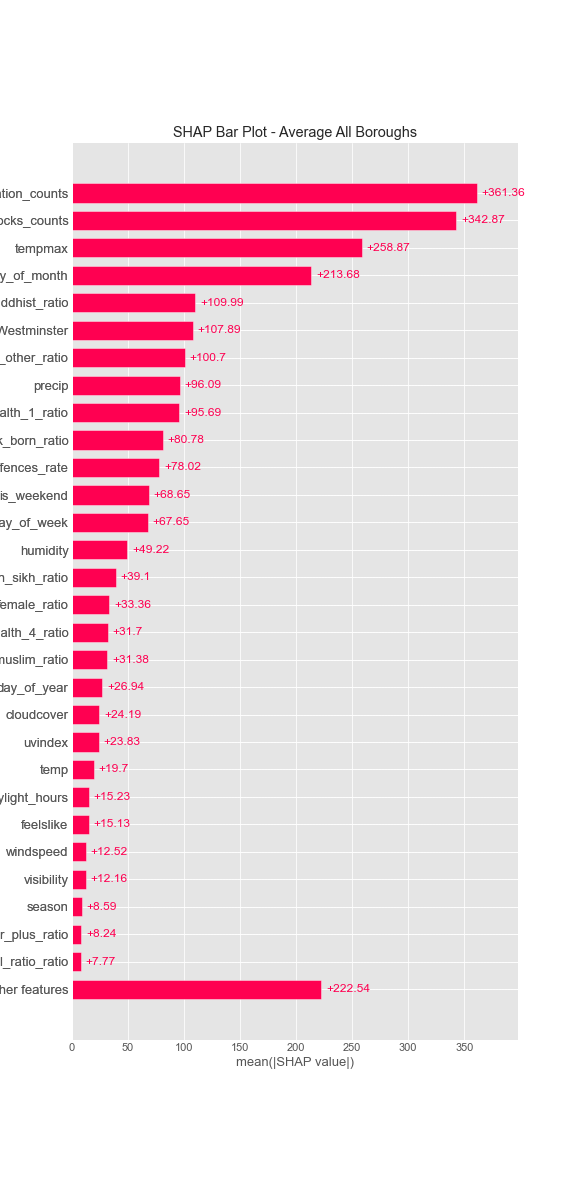 SHAP Bar Plot - Average All Boroughs
ation_counts +361.36
ocks_counts +342.87
tempmax +258.87
y_of_month +213.68
ddhist_ratio +109.99
Westminster +107.89
_other_ratio +100.7
precip +96.09
alth_1_ratio +95.69
k_born_ratio +80.78
fences_rate +78.02
is_weekend +68.65
ay_of_week +67.65
humidity +49.22
n_sikh_ratio +39.1
female_ratio +33.36
alth_4_ratio +31.7
muslim_ratio +31.38
day_of_year +26.94
cloudcover +24.19
uvindex +23.83
temp +19.7
ylight_hours +15.23
feelslike +15.13
windspeed +12.52
visibility +12.16
season +8.59
r_plus_ratio +8.24
l_ratio_ratio +7.77
her features +222.54
0 50 100 150 200 250 300 350
mean(|SHAP value|)